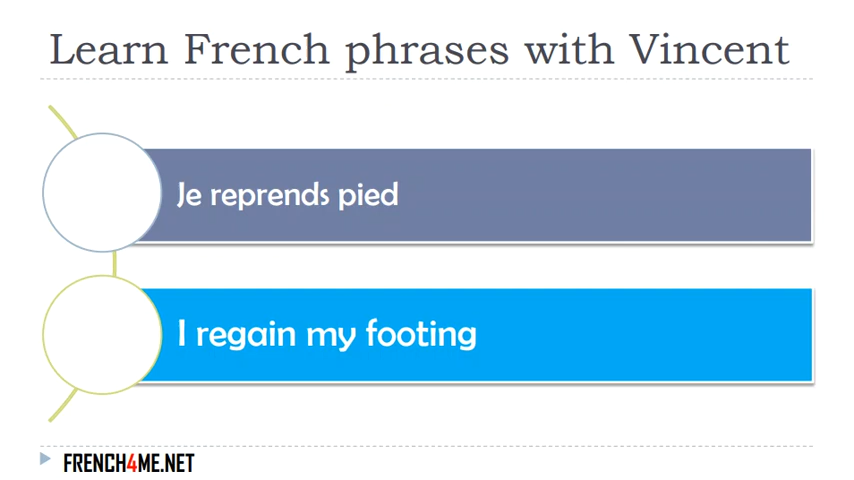 Learn French phrases with Vincent
Je reprends pied
I regain my footing
FRENCH4ME.NET